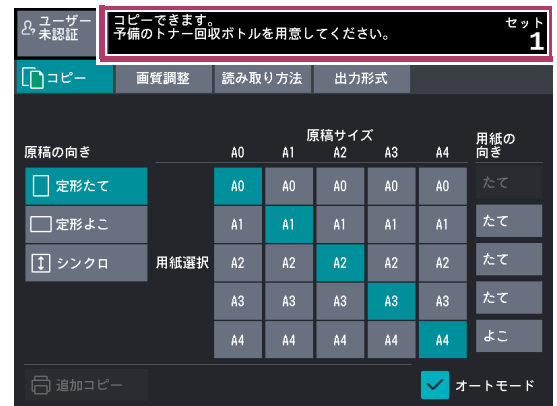 ユーザー
未認証
コピーできます。
予備のトナー回収ボトルを用意してください。
セット
1
コピー 画質調整 読み取り方法 出力形式
原稿サイズ
原稿の向き A0 A1 A2 A3 A4 用紙の
向き
定形たて A0 A0 A0 A0 A0 たて
定形よこ A1 A1 A1 A1 A1 たて
シンクロ 用紙選択 A2 A2 A2 A2 A2 たて
A3 A3 A3 A3 A3 たて
A4 A4 A4 A4 A4 よこ
追加コピー オートモード